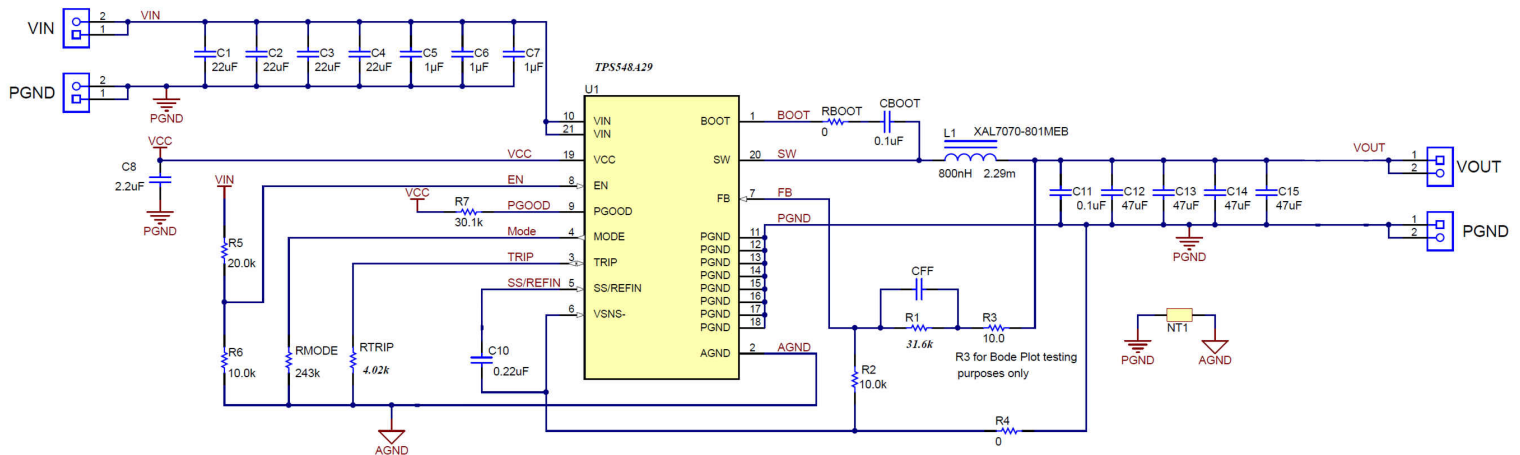 VIN
2
1
VIN
PGND
2
1
PGND
C1
22uF
C2
22uF
C3
22uF
C4
22uF
C5
1µF
C6
1µF
C7
1µF
TPS548A29
U1
10
VIN
21
VIN
19
VCC
8
EN
9
PGOOD
4
MODE
3
TRIP
5
SS/REFIN
6
VSNS-
BOOT
1
SW
20
FB
7
PGND
11
PGND
12
PGND
13
PGND
14
PGND
15
PGND
16
PGND
17
PGND
18
AGND
2
VCC
C8
2.2uF
PGND
VCC
VIN
EN
VCC
R7
30.1k
PGOOD
Mode
TRIP
SS/REFIN
R5
20.0k
R6
10.0k
RMODE
243k
RTRIP
4.02k
C10
0.22uF
AGND
BOOT
RBOOT
0
CBOOT
0.1uF
SW
L1
XAL7070-801MEB
800nH
2.29m
FB
PGND
AGND
CFF
R1
31.6k
R3
10.0
R3 for Bode Plot testing
purposes only
R2
10.0k
R4
0
C11
0.1uF
C12
47uF
C13
47uF
C14
47uF
C15
47uF
PGND
VOUT
1
2
VOUT
1
2
PGND
PGND
NT1
AGND